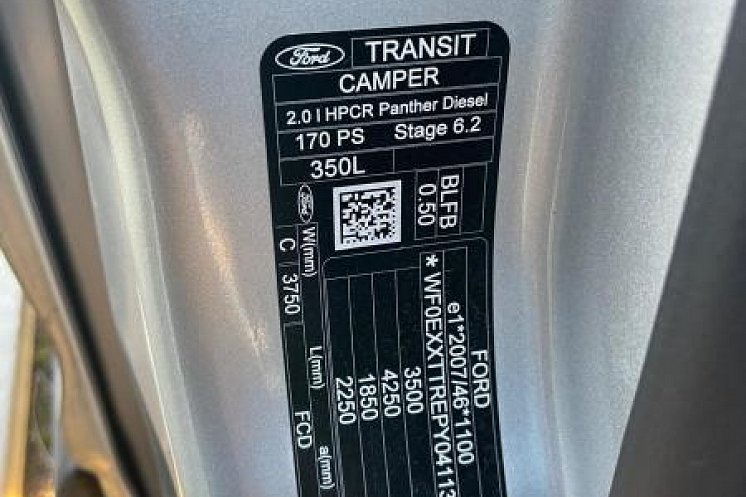 Ford TRANSIT
CAMPER
2.0 l HPCR Panther Diesel
170 PS Stage 6.2
350L
Ford
BLFB
0.50
FORD
e1*2007/46*1100
* WF0EXXTTREPY04113
3500
4250
1850
2250
W(mm) L(mm) a(mm)
C 3750 FCD